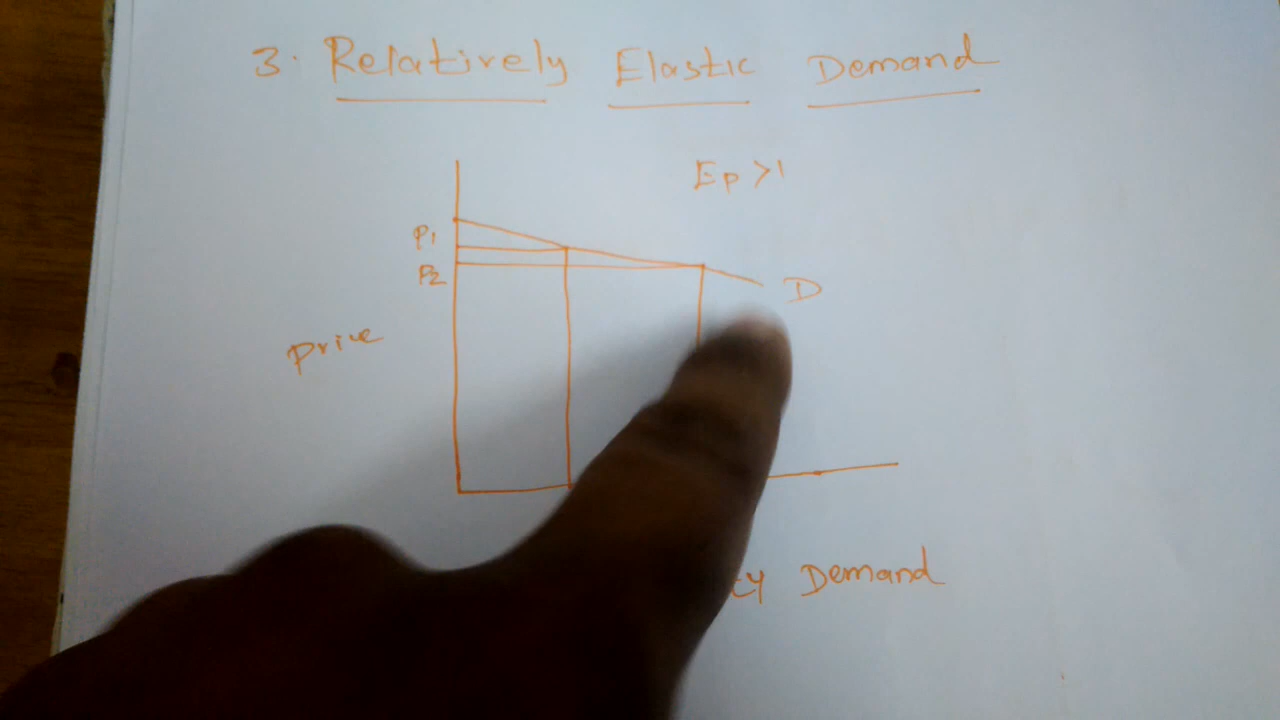 3. Relatively Elastic Demand
Ep >1
P1
P2
D
Price
Demand